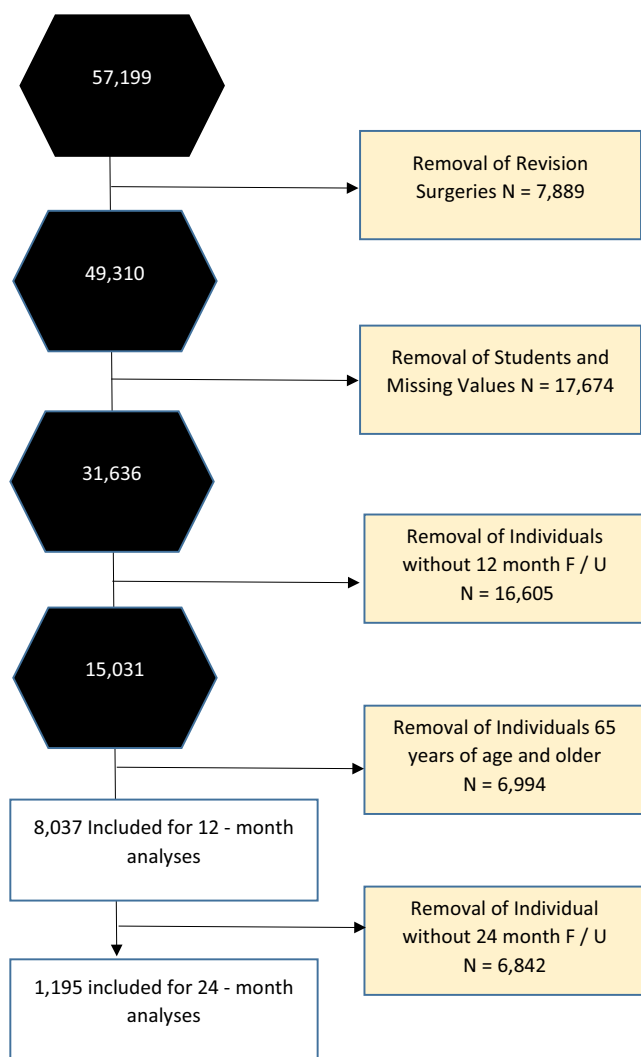 57,199
Removal of Revision
Surgeries N = 7,889
49,310
Removal of Students and
Missing Values N = 17,674
31,636
Removal of Individuals
without 12 month F / U
N = 16,605
15,031
Removal of Individuals 65
years of age and older
N = 6,994
8,037 Included for 12 - month
analyses
Removal of Individual
without 24 month F / U
N = 6,842
1,195 included for 24 - month
analyses